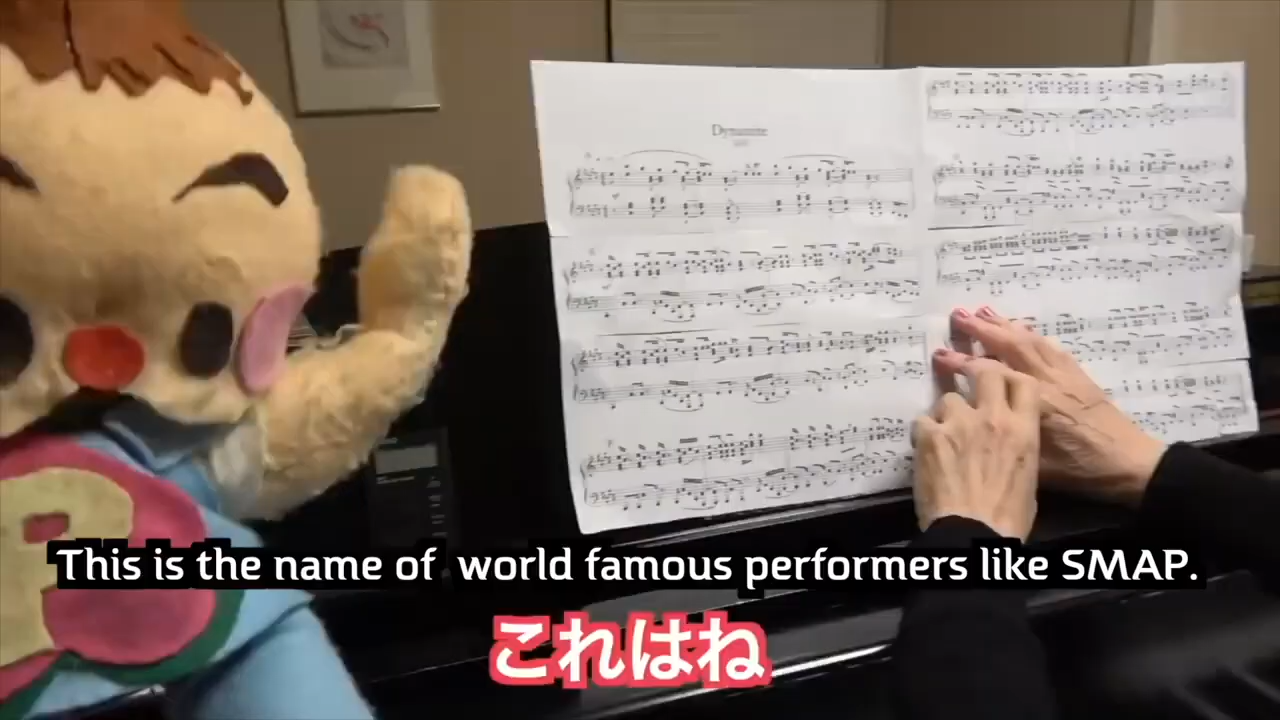 Dynamite
This is the name of world famous performers like SMAP.
これはね